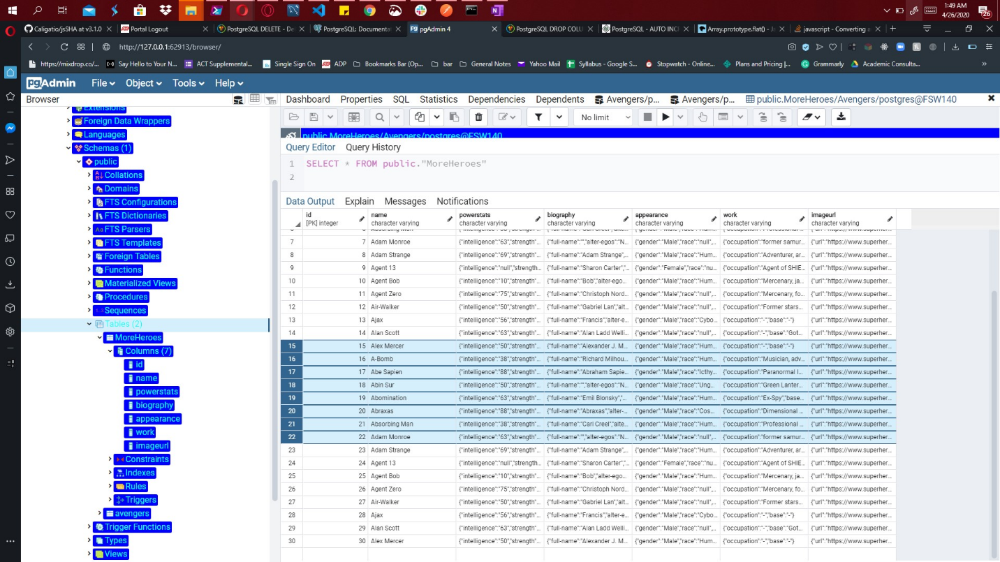 1:49 AM
4/26/2020
26
Caligatio/jsSHA at v3.1.0
Portal Logout
PostgreSQL DELETE - De
PostgreSQL: Documenta
pgAdmin 4
PostgreSQL DROP COLU
PostgreSQL - AUTO INCF
Array.prototype.flat() - J
javascript - Converting a
http://127.0.0.1:62913/browser/
https://mixdrop.co/...
Say Hello to Your N...
ACT Supplemental...
Single Sign On
ADP
Bookmarks Bar (Op...
bar
General Notes
Yahoo Mail
Syllabus - Google S...
Stopwatch - Online...
Plans and Pricing |...
Grammarly
Academic Consulta...
pgAdmin File Object Tools Help
Browser
Dashboard Properties SQL Statistics Dependencies Dependents Avengers/p... Avengers/p... public.MoreHeroes/Avengers/postgres@FSW140
Extensions
Foreign Data Wrappers
Languages
Schemas (1)
public
Collations
Domains
FTS Configurations
FTS Dictionaries
FTS Parsers
FTS Templates
Foreign Tables
Functions
Materialized Views
Procedures
Sequences
Tables (2)
MoreHeroes
Columns (7)
id
name
powerstats
biography
appearance
work
imageurl
Constraints
Indexes
Rules
Triggers
avengers
Trigger Functions
Types
Views
No limit
public.MoreHeroes/Avengers/postgres@FSW140
Query Editor Query History
1 SELECT * FROM public."MoreHeroes"
2
Data Output Explain Messages Notifications
id name powerstats biography appearance work imageurl
[PK] integer character varying character varying character varying character varying character varying character varying
6 6 Absorbing Man {"intelligence":"38","strength"... {"full-name":"Carl Creel","alte... {"gender":"Male","race":"Hum... {"occupation":"Professional ... {"url":"https://www.superher...
7 7 Adam Monroe {"intelligence":"63","strength"... {"full-name":"","alter-egos":"N... {"gender":"Male","race":"null",... {"occupation":"former samur... {"url":"https://www.superher...
8 8 Adam Strange {"intelligence":"69","strength"... {"full-name":"Adam Strange",... {"gender":"Male","race":"Hum... {"occupation":"Adventurer, ar... {"url":"https://www.superher...
9 9 Agent 13 {"intelligence":"null","strength... {"full-name":"Sharon Carter","... {"gender":"Female","race":"nu... {"occupation":"Agent of SHIE... {"url":"https://www.superher...
10 10 Agent Bob {"intelligence":"10","strength"... {"full-name":"Bob","alter-ego... {"gender":"Male","race":"Hum... {"occupation":"Mercenary, ja... {"url":"https://www.superher...
11 11 Agent Zero {"intelligence":"75","strength"... {"full-name":"Christoph Nord... {"gender":"Male","race":"null",... {"occupation":"Mercenary, fo... {"url":"https://www.superher...
12 12 Air-Walker {"intelligence":"50","strength"... {"full-name":"Gabriel Lan","alt... {"gender":"Male","race":"null",... {"occupation":"Former stars... {"url":"https://www.superher...
13 13 Ajax {"intelligence":"56","strength"... {"full-name":"Francis","alter-e... {"gender":"Male","race":"Cybo... {"occupation":"-","base":"-"} {"url":"https://www.superher...
14 14 Alan Scott {"intelligence":"63","strength"... {"full-name":"Alan Ladd Welli... {"gender":"Male","race":"null",... {"occupation":"-","base":"Got... {"url":"https://www.superher...
15 15 Alex Mercer {"intelligence":"50","strength"... {"full-name":"Alexander J. M... {"gender":"Male","race":"Hum... {"occupation":"-","base":"-"} {"url":"https://www.superher...
16 16 A-Bomb {"intelligence":"38","strength"... {"full-name":"Richard Milhou... {"gender":"Male","race":"Hum... {"occupation":"Musician, adv... {"url":"https://www.superher...
17 17 Abe Sapien {"intelligence":"88","strength"... {"full-name":"Abraham Sapie... {"gender":"Male","race":"Icthy... {"occupation":"Paranormal I... {"url":"https://www.superher...
18 18 Abin Sur {"intelligence":"50","strength"... {"full-name":"","alter-egos":"N... {"gender":"Male","race":"Ung... {"occupation":"Green Lanter... {"url":"https://www.superher...
19 19 Abomination {"intelligence":"63","strength"... {"full-name":"Emil Blonsky","... {"gender":"Male","race":"Hum... {"occupation":"Ex-Spy","base... {"url":"https://www.superher...
20 20 Abraxas {"intelligence":"88","strength"... {"full-name":"Abraxas","alter-... {"gender":"Male","race":"Cos... {"occupation":"Dimensional ... {"url":"https://www.superher...
21 21 Absorbing Man {"intelligence":"38","strength"... {"full-name":"Carl Creel","alte... {"gender":"Male","race":"Hum... {"occupation":"Professional ... {"url":"https://www.superher...
22 22 Adam Monroe {"intelligence":"63","strength"... {"full-name":"","alter-egos":"N... {"gender":"Male","race":"null",... {"occupation":"former samur... {"url":"https://www.superher...
23 23 Adam Strange {"intelligence":"69","strength"... {"full-name":"Adam Strange",... {"gender":"Male","race":"Hum... {"occupation":"Adventurer, ar... {"url":"https://www.superher...
24 24 Agent 13 {"intelligence":"null","strength... {"full-name":"Sharon Carter","... {"gender":"Female","race":"nu... {"occupation":"Agent of SHIE... {"url":"https://www.superher...
25 25 Agent Bob {"intelligence":"10","strength"... {"full-name":"Bob","alter-ego... {"gender":"Male","race":"Hum... {"occupation":"Mercenary, ja... {"url":"https://www.superher...
26 26 Agent Zero {"intelligence":"75","strength"... {"full-name":"Christoph Nord... {"gender":"Male","race":"null",... {"occupation":"Mercenary, fo... {"url":"https://www.superher...
27 27 Air-Walker {"intelligence":"50","strength"... {"full-name":"Gabriel Lan","alt... {"gender":"Male","race":"null",... {"occupation":"Former stars... {"url":"https://www.superher...
28 28 Ajax {"intelligence":"56","strength"... {"full-name":"Francis","alter-e... {"gender":"Male","race":"Cybo... {"occupation":"-","base":"-"} {"url":"https://www.superher...
29 29 Alan Scott {"intelligence":"63","strength"... {"full-name":"Alan Ladd Welli... {"gender":"Male","race":"null",... {"occupation":"-","base":"Got... {"url":"https://www.superher...
30 30 Alex Mercer {"intelligence":"50","strength"... {"full-name":"Alexander J. M... {"gender":"Male","race":"Hum... {"occupation":"-","base":"-"} {"url":"https://www.superher...